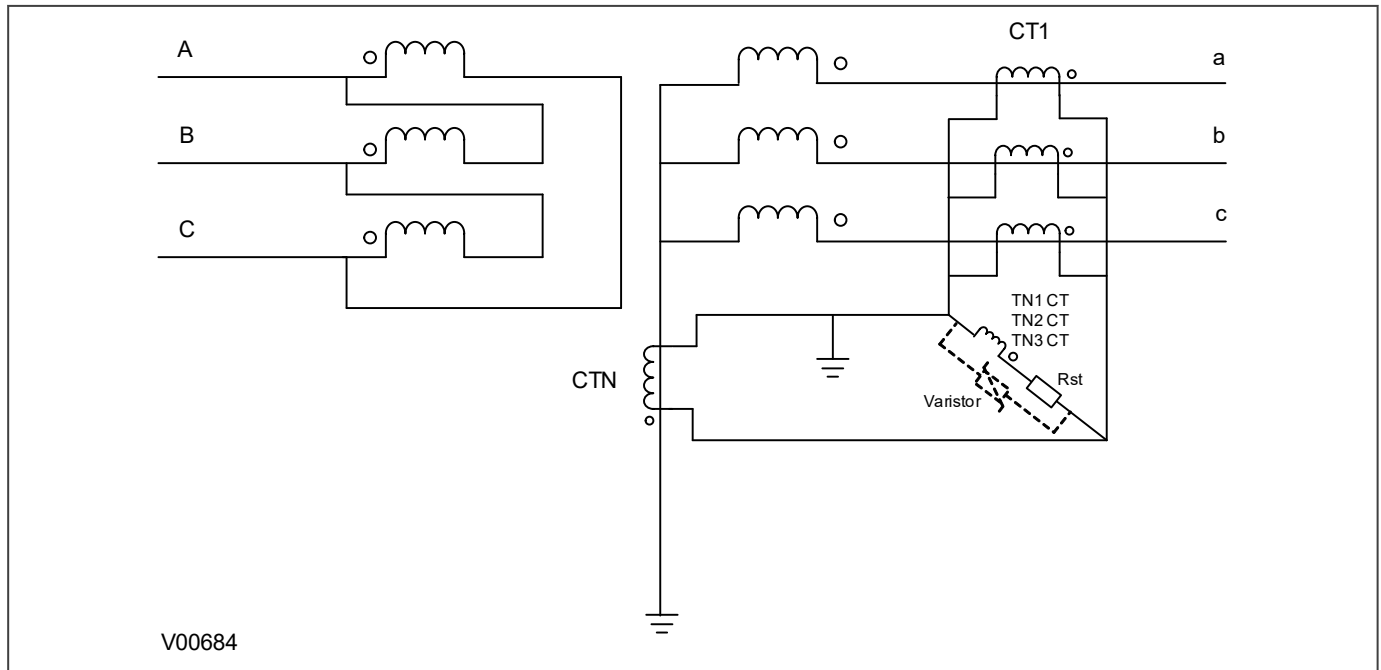 CT1
A
a
B
b
C
c
TN1 CT
TN2 CT
TN3 CT
CTN
Rst
Varistor
V00684